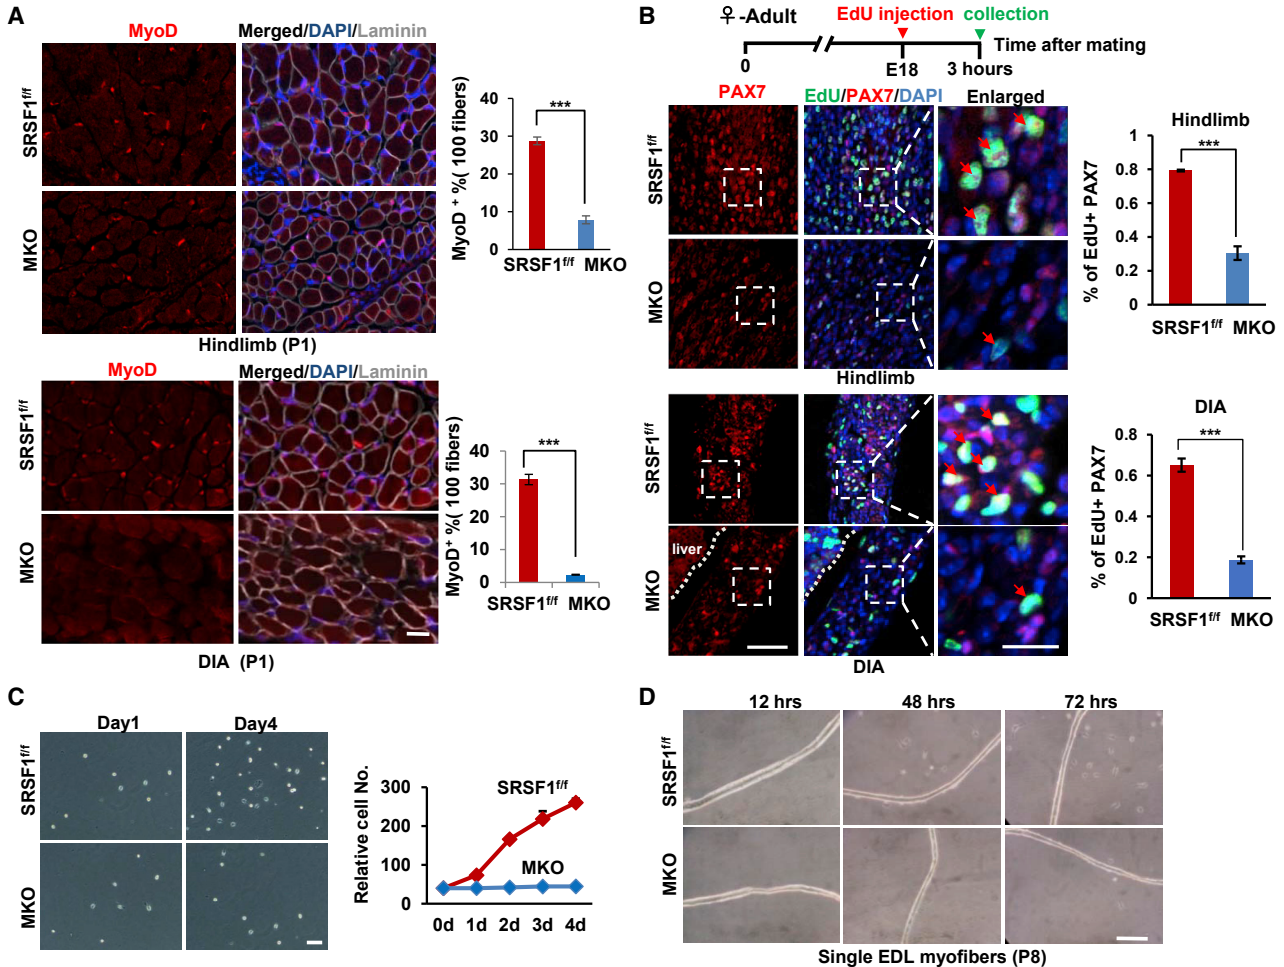 A
MyoD
Merged/DAPI/Laminin
SRSF1f/f
MKO
Hindlimb (P1)
MyoD + %( 100 fibers)
40
30
20
10
0
***
SRSF1f/f MKO
MyoD
Merged/DAPI/Laminin
SRSF1f/f
MKO
DIA (P1)
MyoD+ %( 100 fibers)
40
30
20
10
0
***
SRSF1f/f MKO
B
♀-Adult
EdU injection
collection
Time after mating
0
E18
3 hours
PAX7
EdU/PAX7/DAPI
Enlarged
SRSF1f/f
MKO
Hindlimb
Hindlimb
% of EdU+ PAX7
1
0.8
0.6
0.4
0.2
0
***
SRSF1f/f MKO
SRSF1f/f
MKO
liver
DIA
DIA
% of EdU+ PAX7
0.8
0.6
0.4
0.2
0
***
SRSF1f/f MKO
C
Day1
Day4
SRSF1f/f
MKO
Relative cell No.
300
200
100
0
SRSF1f/f
MKO
0d 1d 2d 3d 4d
D
12 hrs
48 hrs
72 hrs
SRSF1f/f
MKO
Single EDL myofibers (P8)